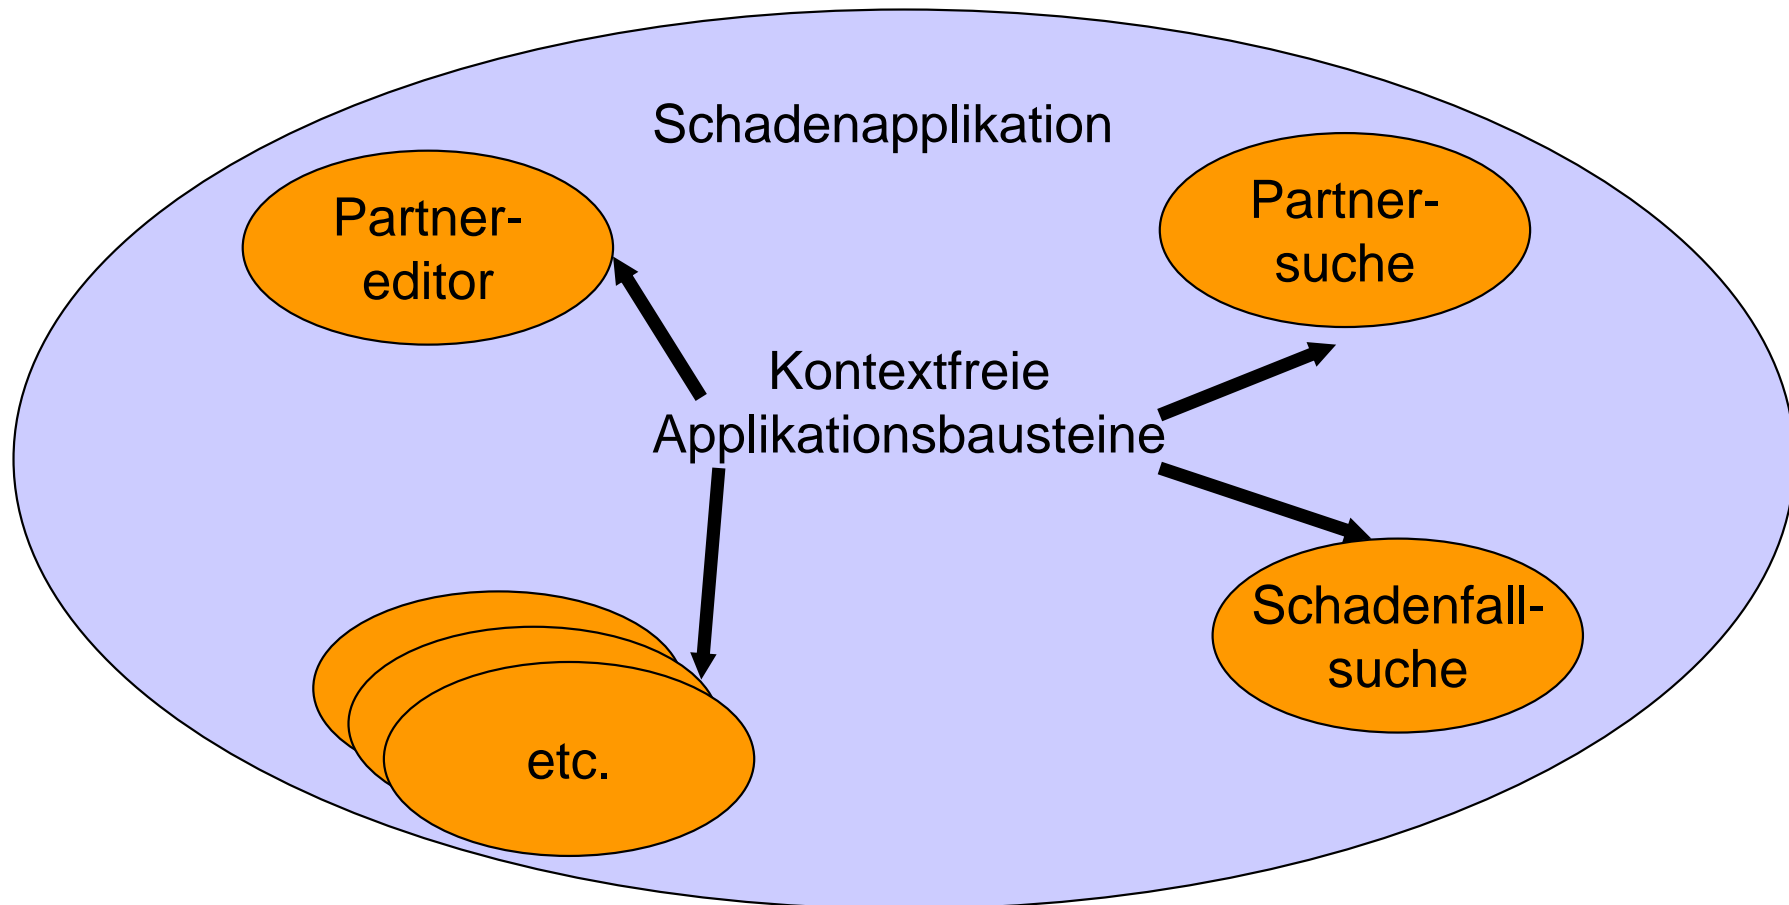 Schadenapplikation
Partner-
editor
Partner-
suche
Kontextfreie
Applikationsbausteine
Schadenfall-
suche
etc.